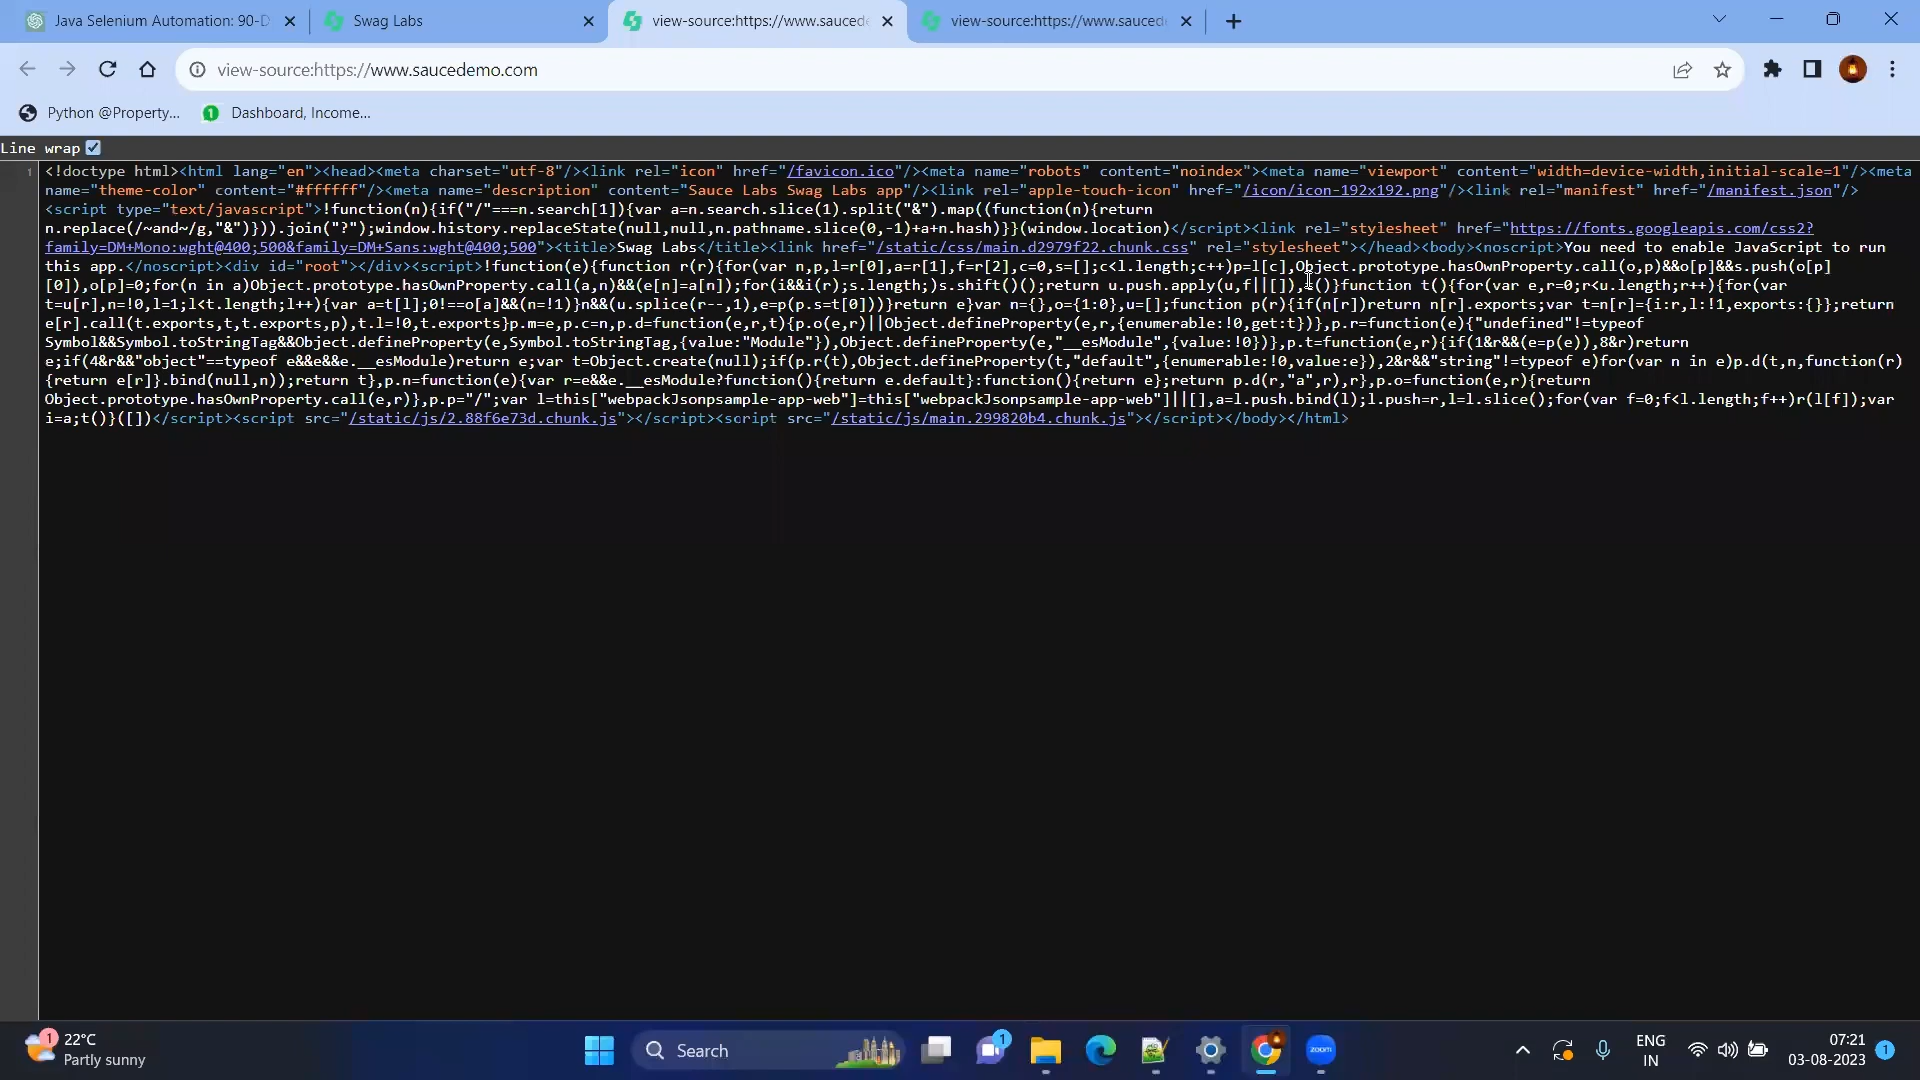 Java Selenium Automation: 90-D
Swag Labs
view-source:https://www.saucede
view-source:https://www.saucede
view-source:https://www.saucedemo.com
Python @Property...
1
Dashboard, Income...
Line wrap
1
<!doctype html><html lang="en"><head><meta charset="utf-8"/><link rel="icon" href="/favicon.ico"/><meta name="robots" content="noindex"><meta name="viewport" content="width=device-width,initial-scale=1"/><meta
name="theme-color" content="#ffffff"/><meta name="description" content="Sauce Labs Swag Labs app"/><link rel="apple-touch-icon" href="/icon/icon-192x192.png"/><link rel="manifest" href="/manifest.json"/>
<script type="text/javascript">!function(n){if("/"===n.search[1]){var a=n.search.slice(1).split("&").map((function(n){return
n.replace(/~and~/g,"&")})).join("?");window.history.replaceState(null,null,n.pathname.slice(0,-1)+a+n.hash)}}(window.location)</script><link rel="stylesheet" href="https://fonts.googleapis.com/css2?
family=DM+Mono:wght@400;500&family=DM+Sans:wght@400;500"><title>Swag Labs</title><link href="/static/css/main.d2979f22.chunk.css" rel="stylesheet"></head><body><noscript>You need to enable JavaScript to run
this app.</noscript><div id="root"></div><script>!function(e){function r(r){for(var n,p,l=r[0],a=r[1],f=r[2],c=0,s=[];c<l.length;c++)p=l[c],Object.prototype.hasOwnProperty.call(o,p)&&o[p]&&s.push(o[p]
[0]),o[p]=0;for(n in a)Object.prototype.hasOwnProperty.call(a,n)&&(e[n]=a[n]);for(i&&i(r);s.length;)s.shift()();return u.push.apply(u,f||[]),t()}function t(){for(var e,r=0;r<u.length;r++){for(var
t=u[r],n=!0,l=1;l<t.length;l++){var a=t[l];0!==o[a]&&(n=!1)}n&&(u.splice(r--,1),e=p(p.s=t[0]))}return e}var n={},o={1:0},u=[];function p(r){if(n[r])return n[r].exports;var t=n[r]={i:r,l:!1,exports:{}};return
e[r].call(t.exports,t,t.exports,p),t.l=!0,t.exports}p.m=e,p.c=n,p.d=function(e,r,t){p.o(e,r)||Object.defineProperty(e,r,{enumerable:!0,get:t})},p.r=function(e){"undefined"!=typeof
Symbol&&Symbol.toStringTag&&Object.defineProperty(e,Symbol.toStringTag,{value:"Module"}),Object.defineProperty(e,"__esModule",{value:!0})},p.t=function(e,r){if(1&r&&(e=p(e)),8&r)return
e;if(4&r&&"object"==typeof e&&e&&e.__esModule)return e;var t=Object.create(null);if(p.r(t),Object.defineProperty(t,"default",{enumerable:!0,value:e}),2&r&&"string"!=typeof e)for(var n in e)p.d(t,n,function(r)
{return e[r]}.bind(null,n));return t},p.n=function(e){var r=e&&e.__esModule?function(){return e.default}:function(){return e};return p.d(r,"a",r),r},p.o=function(e,r){return
Object.prototype.hasOwnProperty.call(e,r)},p.p="/";var l=this["webpackJsonpsample-app-web"]=this["webpackJsonpsample-app-web"]||[],a=l.push.bind(l);l.push=r,l=l.slice();for(var f=0;f<l.length;f++)r(l[f]);var
i=a;t()}([])</script><script src="/static/js/2.88f6e73d.chunk.js"></script><script src="/static/js/main.299820b4.chunk.js"></script></body></html>
1
22°C
Partly sunny
Search
1
zoom
ENG
IN
07:21
03-08-2023
1